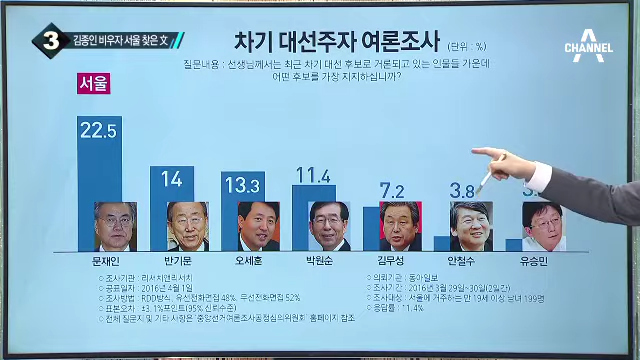 3 김종인 비우자 서울 찾은 文
차기 대선주자 여론조사 (단위 : %)
CHANNEL A
질문내용 : 선생님께서는 최근 차기 대선 후보로 거론되고 있는 인물들 가운데
어떤 후보를 가장 지지하십니까?
서울
22.5
14
13.3
11.4
7.2
3.8
3.
문재인 반기문 오세훈 박원순 김무성 안철수 유승민
○ 조사기관 : 리서치앤리서치
○ 공표일자 : 2016년 4월 1일
○ 조사방법 : RDD방식, 유선전화면접 48%, 무선전화면접 52%
○ 표본오차 : ±3.1%포인트(95% 신뢰수준)
○ 전체 질문지 및 기타 사항은 '중앙선거여론조사공정심의위원회' 홈페이지 참조
○ 의뢰기관 : 동아일보
○ 조사기간 : 2016년 3월 29일~30일(2일간)
○ 조사대상 : 서울에 거주하는 만 19세 이상 남녀 199명
○ 응답률 : 11.4%